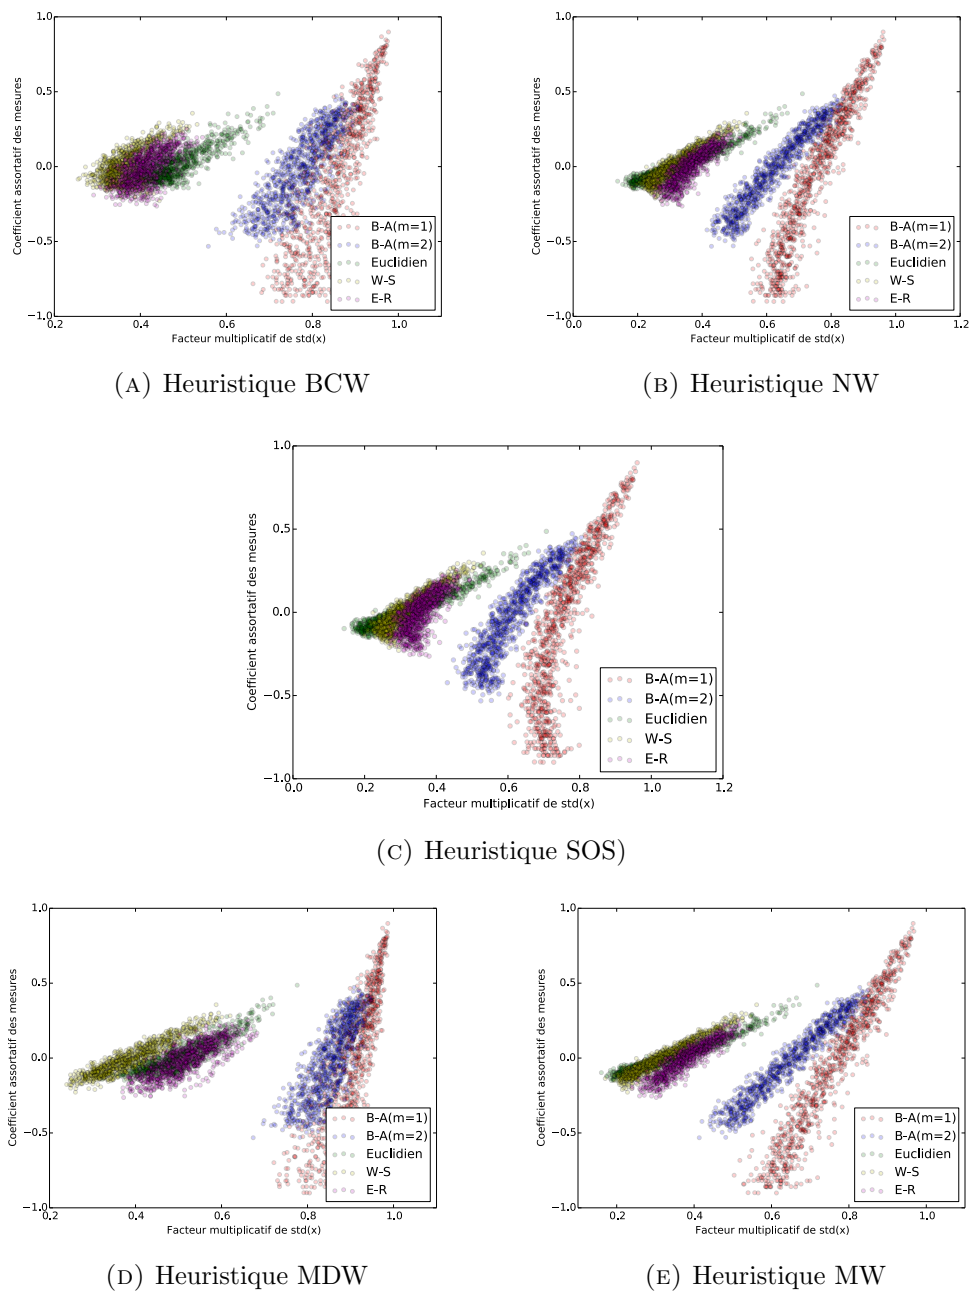 1.0
0.5
0.0
−0.5
−1.0
0.2
0.4
0.6
0.8
1.0
Coefficient assortatif des mesures
Facteur multiplicatif de std(x)
B-A(m=1)
B-A(m=2)
Euclidien
W-S
E-R
(A) Heuristique BCW
1.0
0.5
0.0
−0.5
−1.0
0.0
0.2
0.4
0.6
0.8
1.0
1.2
Coefficient assortatif des mesures
Facteur multiplicatif de std(x)
B-A(m=1)
B-A(m=2)
Euclidien
W-S
E-R
(B) Heuristique NW
1.0
0.5
0.0
−0.5
−1.0
0.0
0.2
0.4
0.6
0.8
1.0
1.2
Coefficient assortatif des mesures
Facteur multiplicatif de std(x)
B-A(m=1)
B-A(m=2)
Euclidien
W-S
E-R
(C) Heuristique SOS)
1.0
0.5
0.0
−0.5
−1.0
0.2
0.4
0.6
0.8
1.0
Coefficient assortatif des mesures
Facteur multiplicatif de std(x)
B-A(m=1)
B-A(m=2)
Euclidien
W-S
E-R
(D) Heuristique MDW
1.0
0.5
0.0
−0.5
−1.0
0.2
0.4
0.6
0.8
1.0
Coefficient assortatif des mesures
Facteur multiplicatif de std(x)
B-A(m=1)
B-A(m=2)
Euclidien
W-S
E-R
(E) Heuristique MW